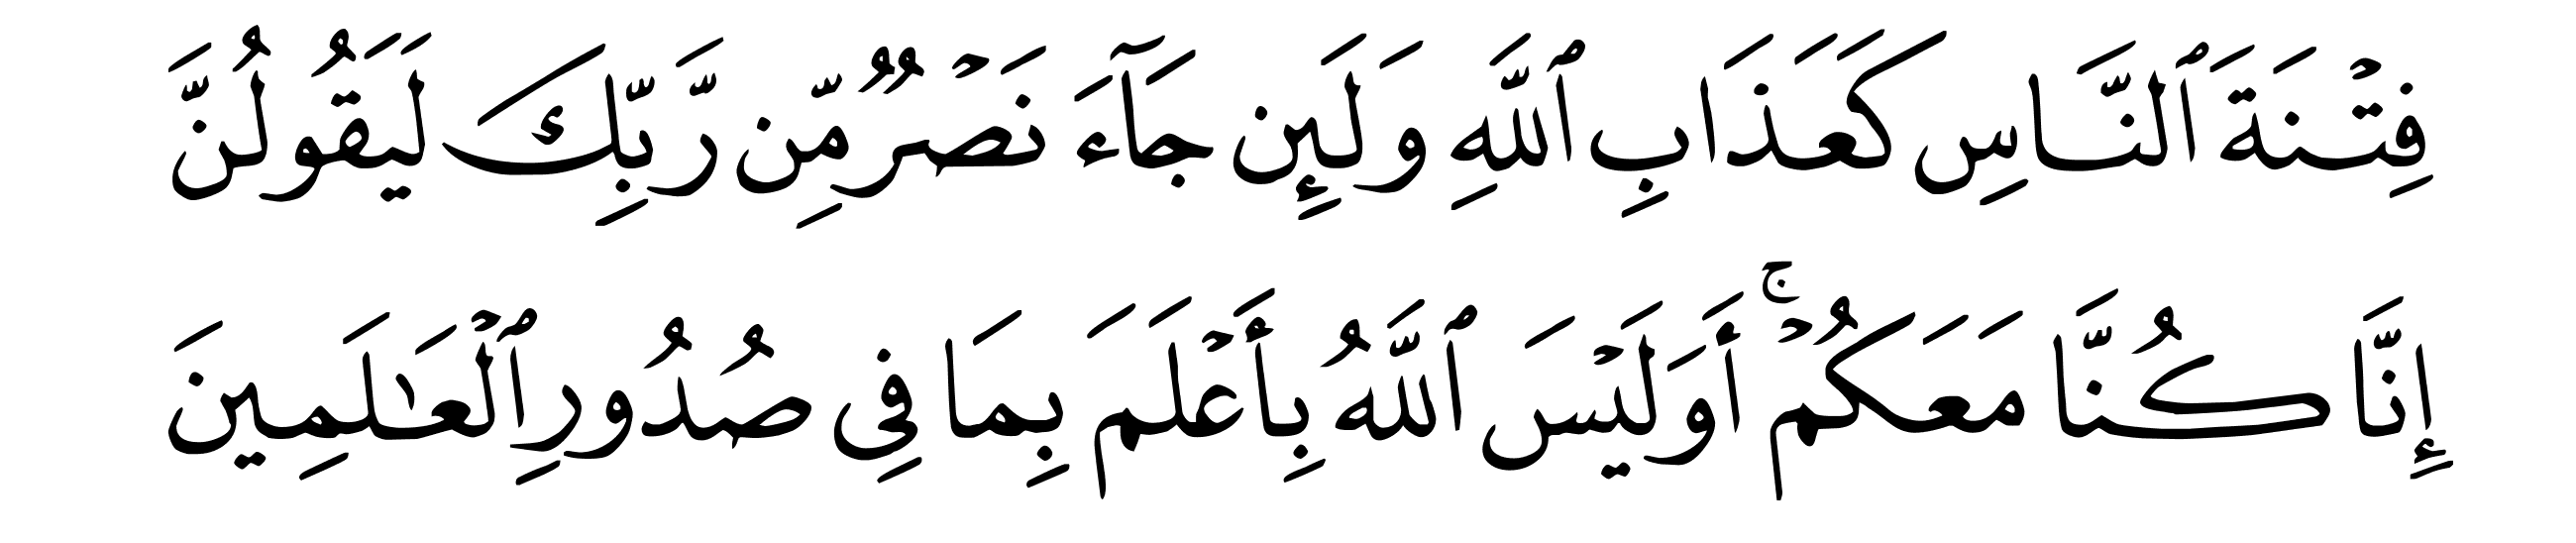 فِتْنَةَ ٱلنَّاسِ كَعَذَابِ ٱللَّهِ وَلَئِن جَآءَ نَصْرٌ مِّن رَّبِّكَ لَيَقُولُنَّ
إِنَّا كُنَّا مَعَكُمْ ۚ أَوَلَيْسَ ٱللَّهُ بِأَعْلَمَ بِمَا فِى صُدُورِ ٱلْعَـٰلَمِينَ